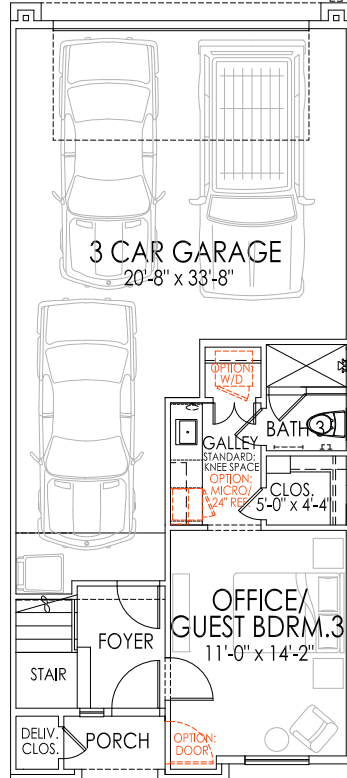 3 CAR GARAGE
20'-8" x 33'-8"
OPTION:
W/D
GALLEY
STANDARD:
KNEE SPACE
OPTION:
MICRO/
24" REF.
BATH 3
CLOS.
5'-0" x 4'-4"
OFFICE/
GUEST BDRM.3
11'-0" x 14'-2"
FOYER
STAIR
DELIV.
CLOS.
PORCH
OPTION:
DOOR